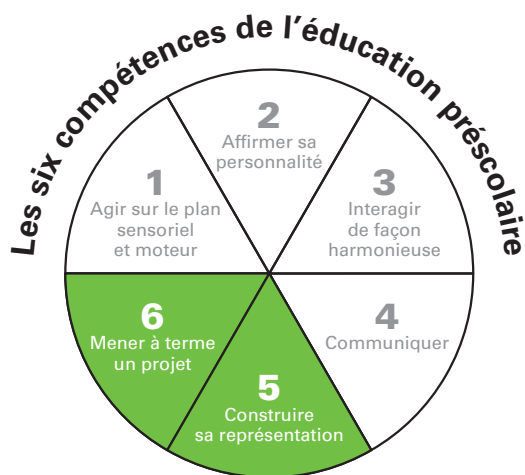 Les six compétences de l'éducation préscolaire
1
Agir sur le plan
sensoriel
et moteur
2
Affirmer sa
personnalité
3
Interagir
de façon
harmonieuse
4
Communiquer
5
Construire
sa représentation
6
Mener à terme
un projet